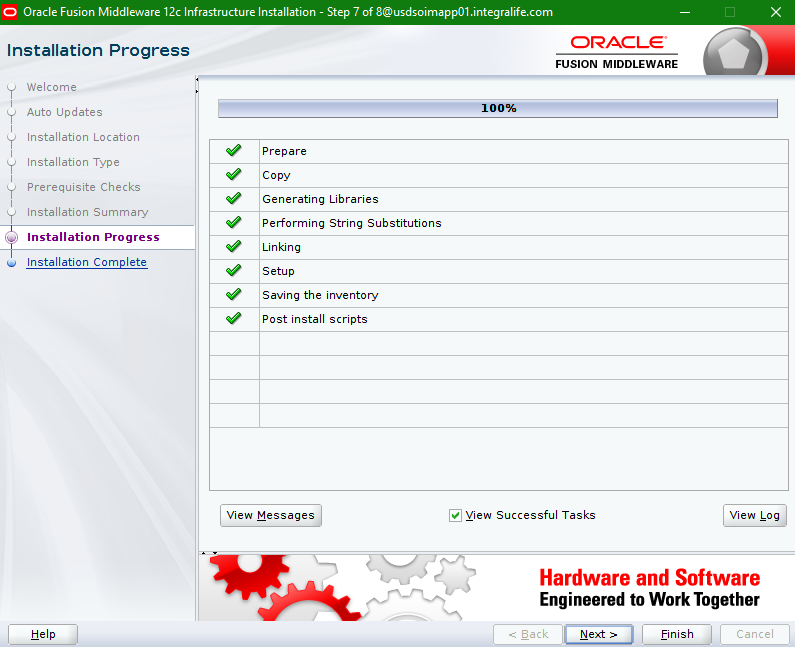 Oracle Fusion Middleware 12c Infrastructure Installation - Step 7 of 8@usdsoimapp01.integralife.com
Installation Progress
ORACLE
FUSION MIDDLEWARE
Welcome
Auto Updates
Installation Location
Installation Type
Prerequisite Checks
Installation Summary
Installation Progress
Installation Complete
100%
Prepare
Copy
Generating Libraries
Performing String Substitutions
Linking
Setup
Saving the inventory
Post install scripts
View Messages
View Successful Tasks
View Log
Hardware and Software
Engineered to Work Together
Help
< Back
Next >
Finish
Cancel